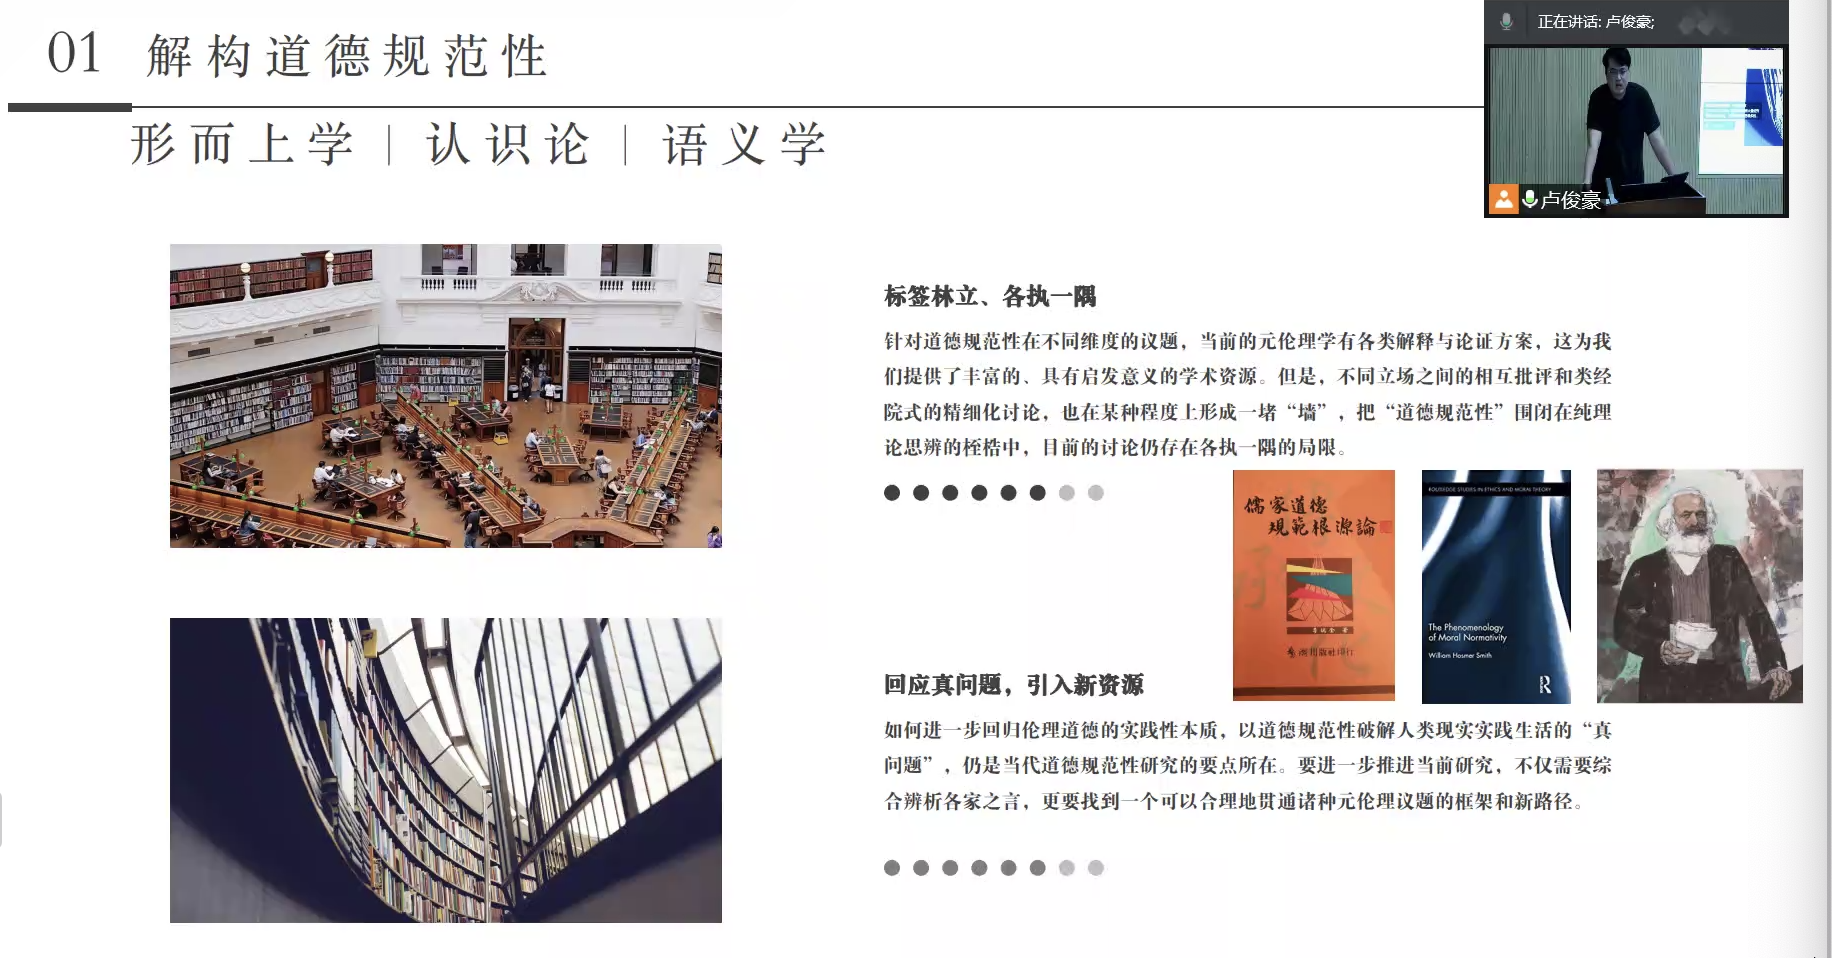 01 解构道德规范性
形而上学 | 认识论 | 语义学
正在讲话: 卢俊豪;
卢俊豪
标签林立、各执一隅
针对道德规范性在不同维度的议题，当前的元伦理学有各类解释与论证方案，这为我
们提供了丰富的、具有启发意义的学术资源。但是，不同立场之间的相互批评和类经
院式的精细化讨论，也在某种程度上形成一堵“墙”，把“道德规范性”围闭在纯理
论思辨的桎梏中，目前的讨论仍存在各执一隅的局限。
儒家道德
規範根源論
出版社印行
ROUTLEDGE STUDIES IN ETHICS AND MORAL THEORY
The Phenomenology
of Moral Normativity
William Hosmer Smith
R
回应真问题，引入新资源
如何进一步回归伦理道德的实践性本质，以道德规范性破解人类现实实践生活的“真
问题”，仍是当代道德规范性研究的要点所在。要进一步推进当前研究，不仅需要综
合辨析各家之言，更要找到一个可以合理地贯通诸种元伦理议题的框架和新路径。